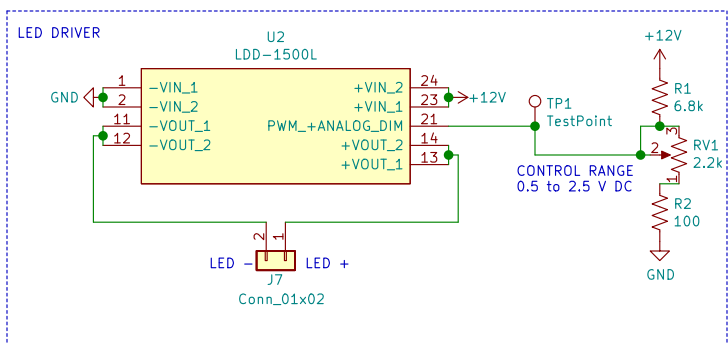 LED DRIVER
U2
LDD-1500L
+12V
1 -VIN_1 +VIN_2 24
GND 2 -VIN_2 +VIN_1 23 +12V
11 -VOUT_1 PWM_+ANALOG_DIM 21
12 -VOUT_2 +VOUT_2 14
+VOUT_1 13
TP1
TestPoint
R1
6.8k
3
RV1
2 2.2k
1
CONTROL RANGE
0.5 to 2.5 V DC
R2
100
GND
2 1
LED - LED +
J7
Conn_01x02